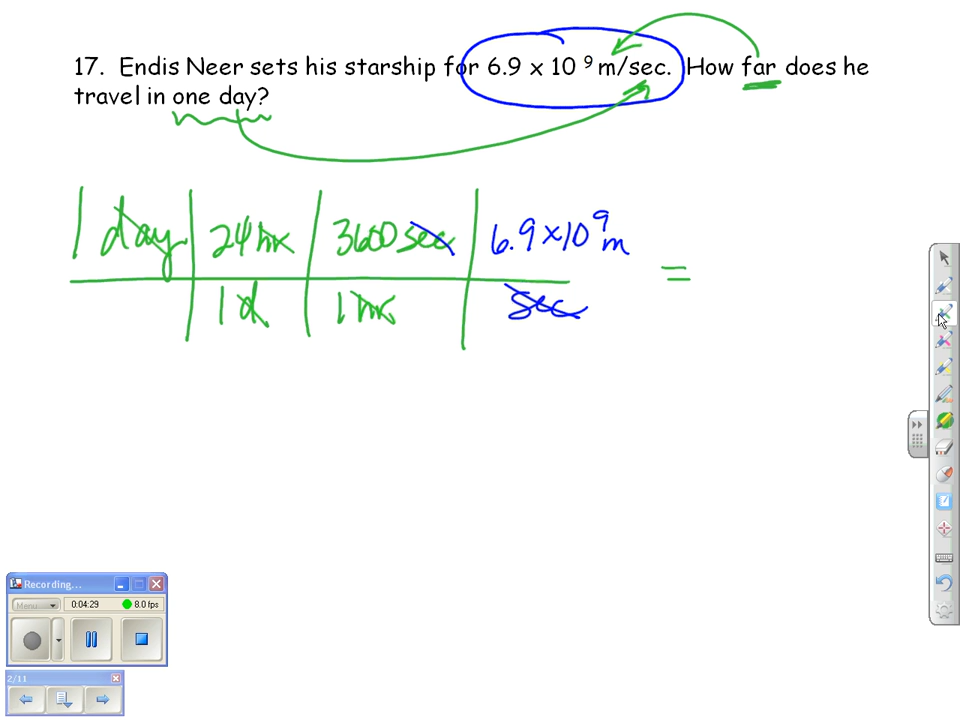 17. Endis Neer sets his starship for 6.9 x 10 9 m/sec. How far does he
travel in one day?
1 day | 24 hr | 3600 sec | 6.9 x 10 9 m =
1 d | 1 hr | sec
Recording...
Menu 0:04:29 8.0 fps
2/11